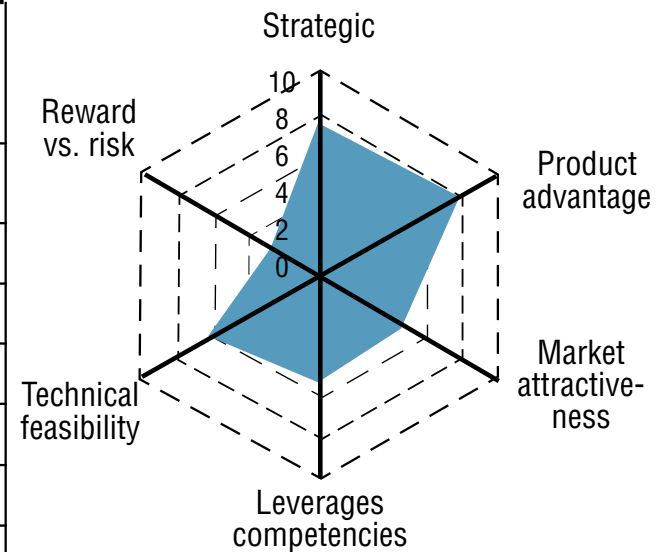 Strategic
10
8
6
4
2
0
Reward
vs. risk
Product
advantage
Technical
feasibility
Market
attractive-
ness
Leverages
competencies